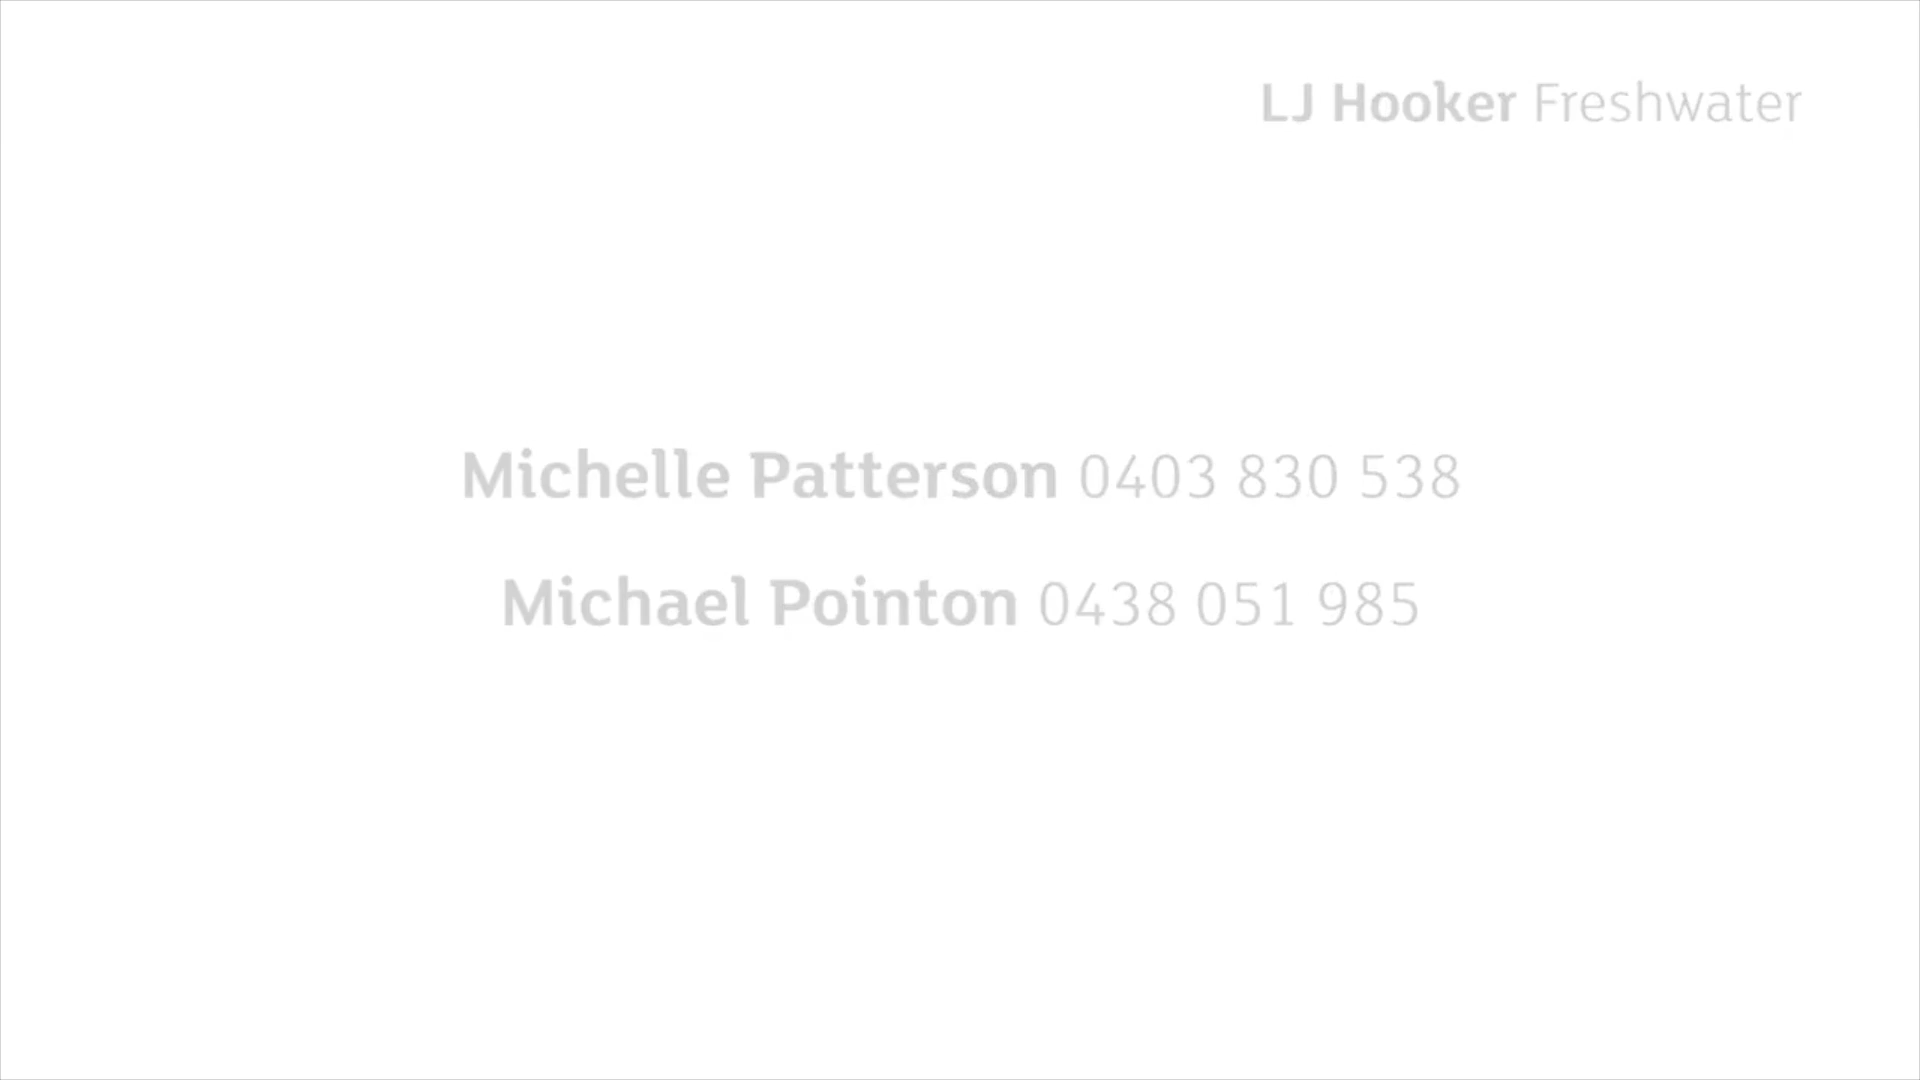 LJ Hooker Freshwater
Michelle Patterson 0403 830 538
Michael Pointon 0438 051 985